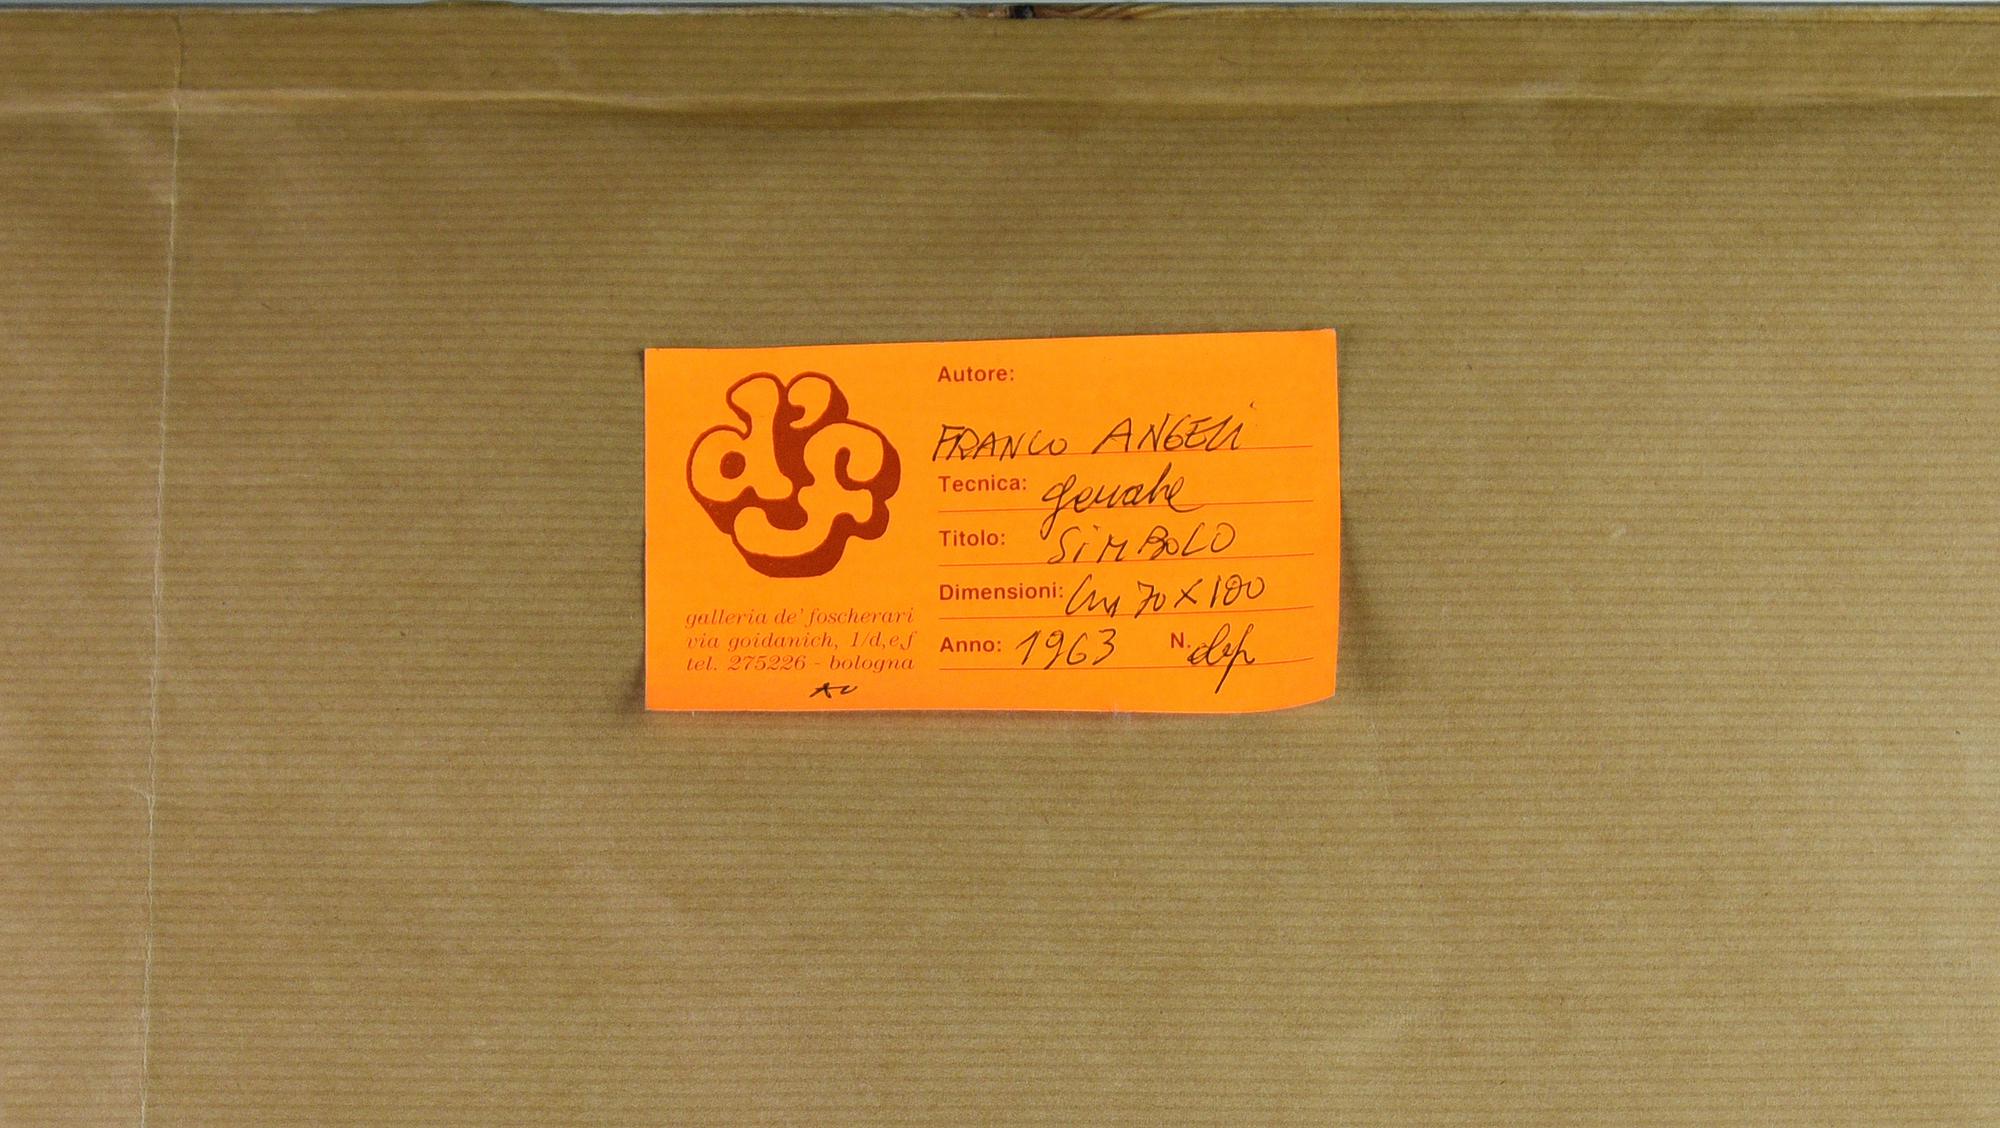 d'f
galleria de' foscherari
via goidanich, 1/d,e,f
tel. 275226 - bologna
Autore:
FRANCO ANGELI
Tecnica:
Titolo: SIMBOLO
Dimensioni: cm 70 x 100
Anno: 1963 N. dep